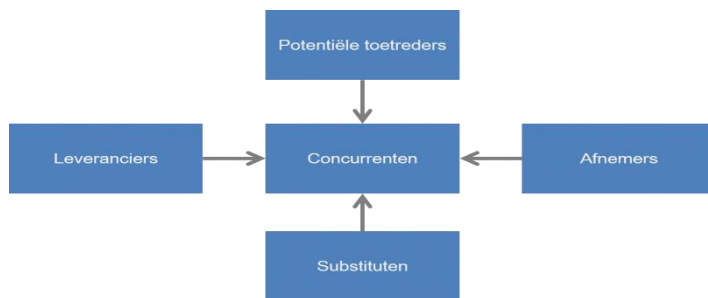 Potentiële toetreders
Leveranciers
Concurrenten
Afnemers
Substituten